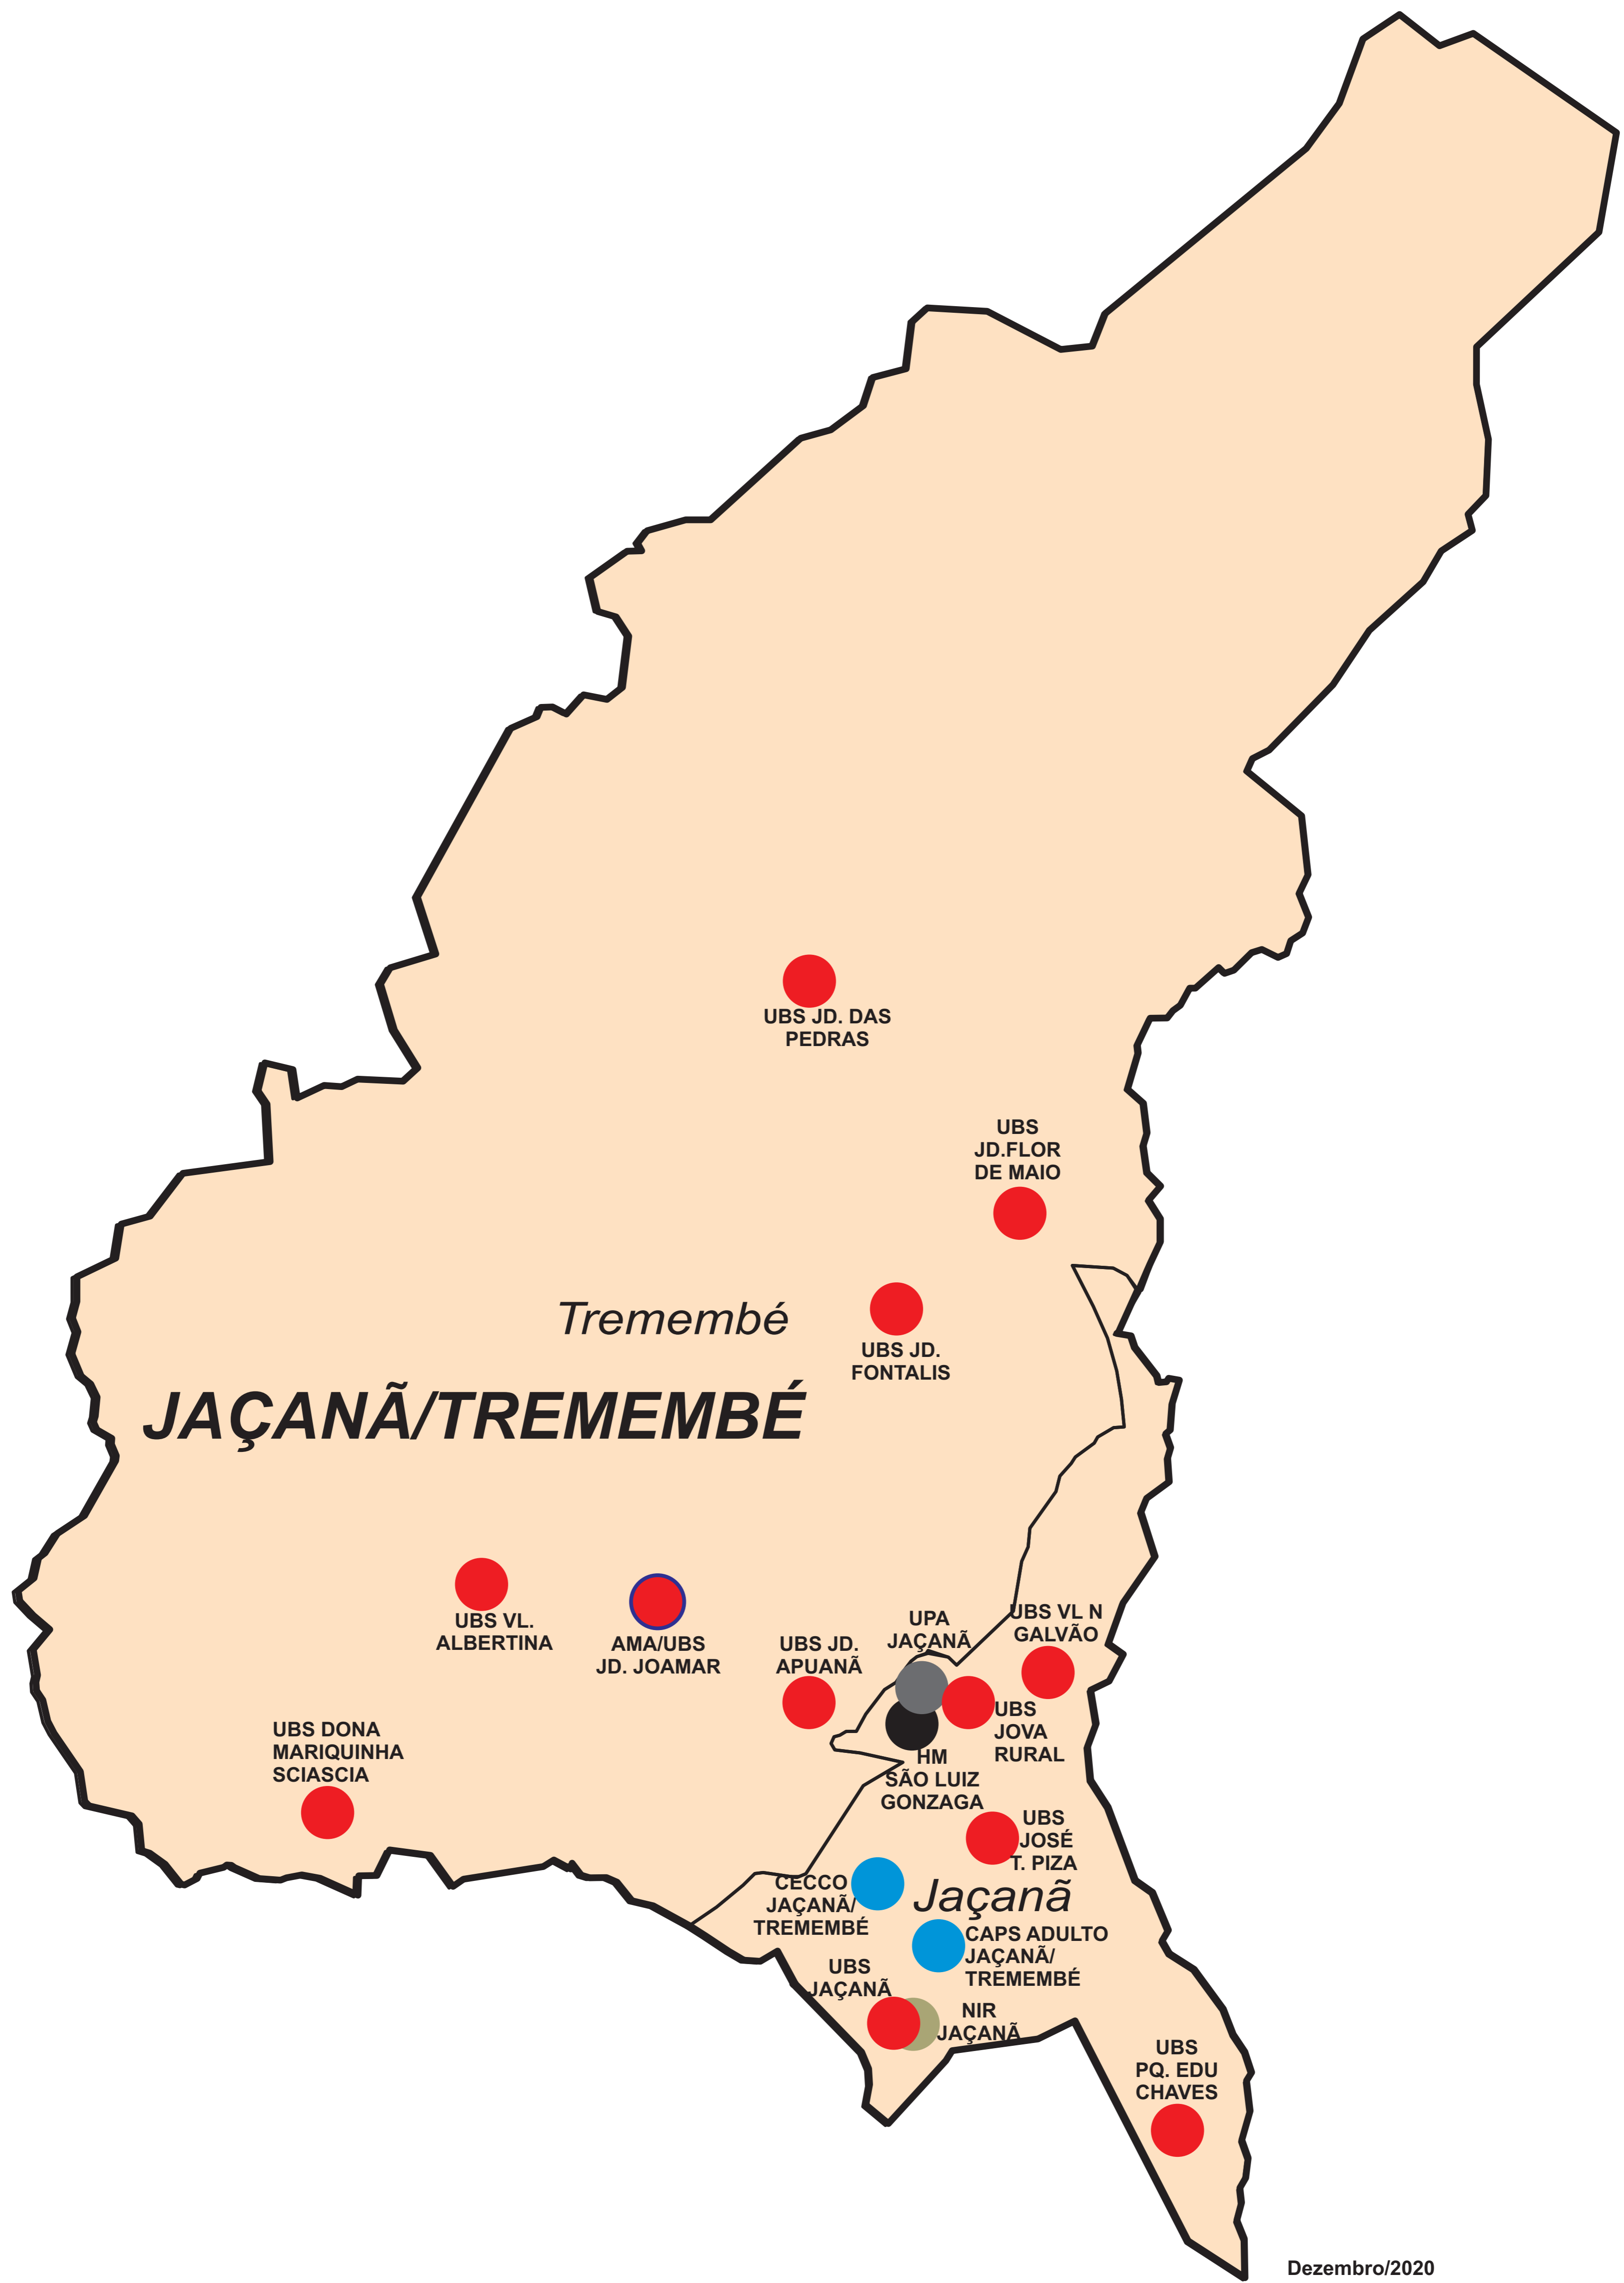 UBS JD. DAS
PEDRAS
UBS
JD.FLOR
DE MAIO
Tremembé
UBS JD.
FONTALIS
JAÇANÃ/TREMEMBÉ
UBS VL.
ALBERTINA
AMA/UBS
JD. JOAMAR
UBS JD.
APUANÃ
UPA
JAÇANÃ
UBS VL N
GALVÃO
UBS
JOVA
RURAL
HM
SÃO LUIZ
GONZAGA
UBS DONA
MARIQUINHA
SCIASCIA
UBS
JOSÉ
T. PIZA
CECCO
JAÇANÃ/
TREMEMBÉ
Jaçanã
CAPS ADULTO
JAÇANÃ/
TREMEMBÉ
UBS
JAÇANÃ
NIR
JAÇANÃ
UBS
PQ. EDU
CHAVES
Dezembro/2020